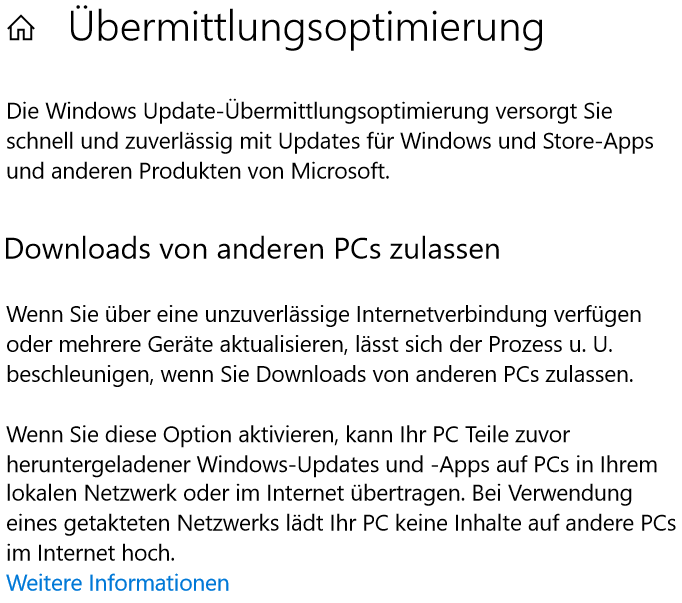 Übermittlungsoptimierung
Die Windows Update-Übermittlungsoptimierung versorgt Sie
schnell und zuverlässig mit Updates für Windows und Store-Apps
und anderen Produkten von Microsoft.
Downloads von anderen PCs zulassen
Wenn Sie über eine unzuverlässige Internetverbindung verfügen
oder mehrere Geräte aktualisieren, lässt sich der Prozess u. U.
beschleunigen, wenn Sie Downloads von anderen PCs zulassen.
Wenn Sie diese Option aktivieren, kann Ihr PC Teile zuvor
heruntergeladener Windows-Updates und -Apps auf PCs in Ihrem
lokalen Netzwerk oder im Internet übertragen. Bei Verwendung
eines getakteten Netzwerks lädt Ihr PC keine Inhalte auf andere PCs
im Internet hoch.
Weitere Informationen